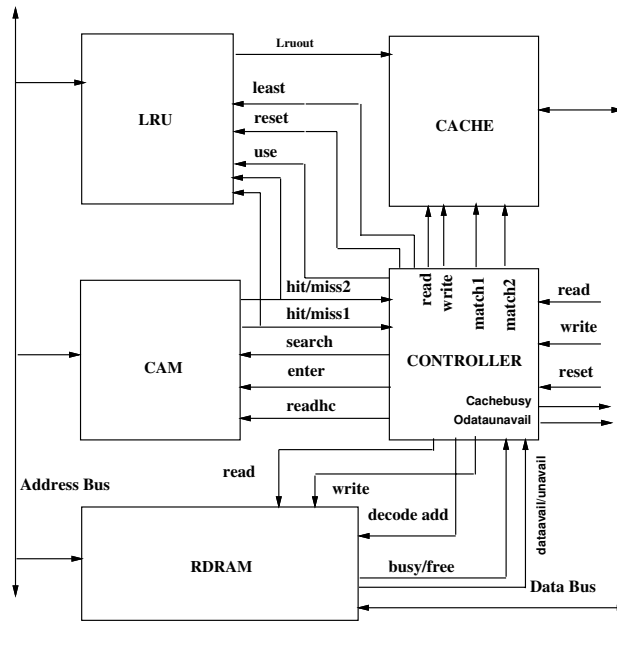 Lruout
least
LRU
reset
CACHE
use
read
write
match1
match2
hit/miss2
read
hit/miss1
write
search
CAM
CONTROLLER
enter
reset
Cachebusy
readhc
Odataunavail
read
Address Bus
write
dataavail/unavail
decode add
RDRAM
busy/free
Data Bus